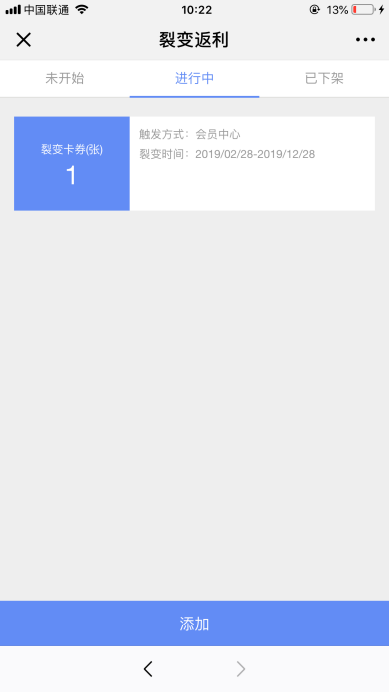 中国联通 10:22 13%
裂变返利
未开始 进行中 已下架
裂变卡券(张)
1
触发方式：会员中心
裂变时间：2019/02/28-2019/12/28
添加